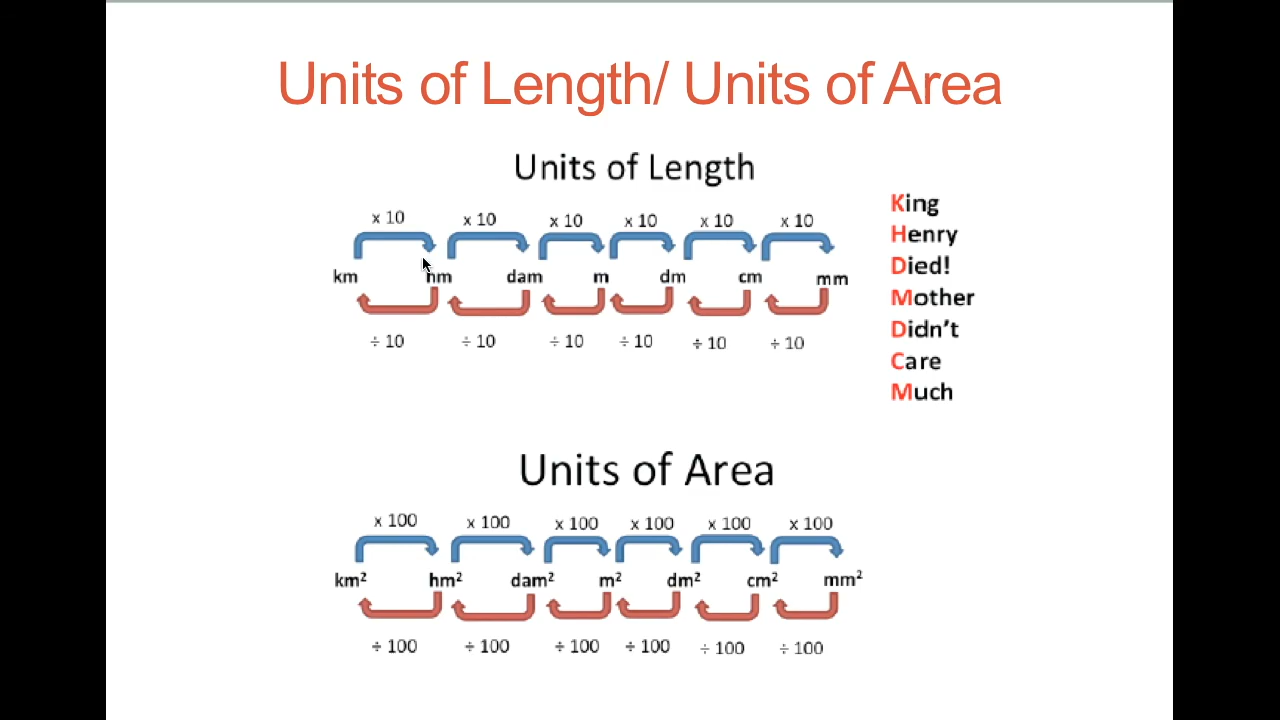 Units of Length/ Units of Area
Units of Length
x 10 x 10 x 10 x 10 x 10 x 10
km hm dam m dm cm mm
÷ 10 ÷ 10 ÷ 10 ÷ 10 ÷ 10 ÷ 10
King
Henry
Died!
Mother
Didn't
Care
Much
Units of Area
x 100 x 100 x 100 x 100 x 100 x 100
km² hm² dam² m² dm² cm² mm²
÷ 100 ÷ 100 ÷ 100 ÷ 100 ÷ 100 ÷ 100